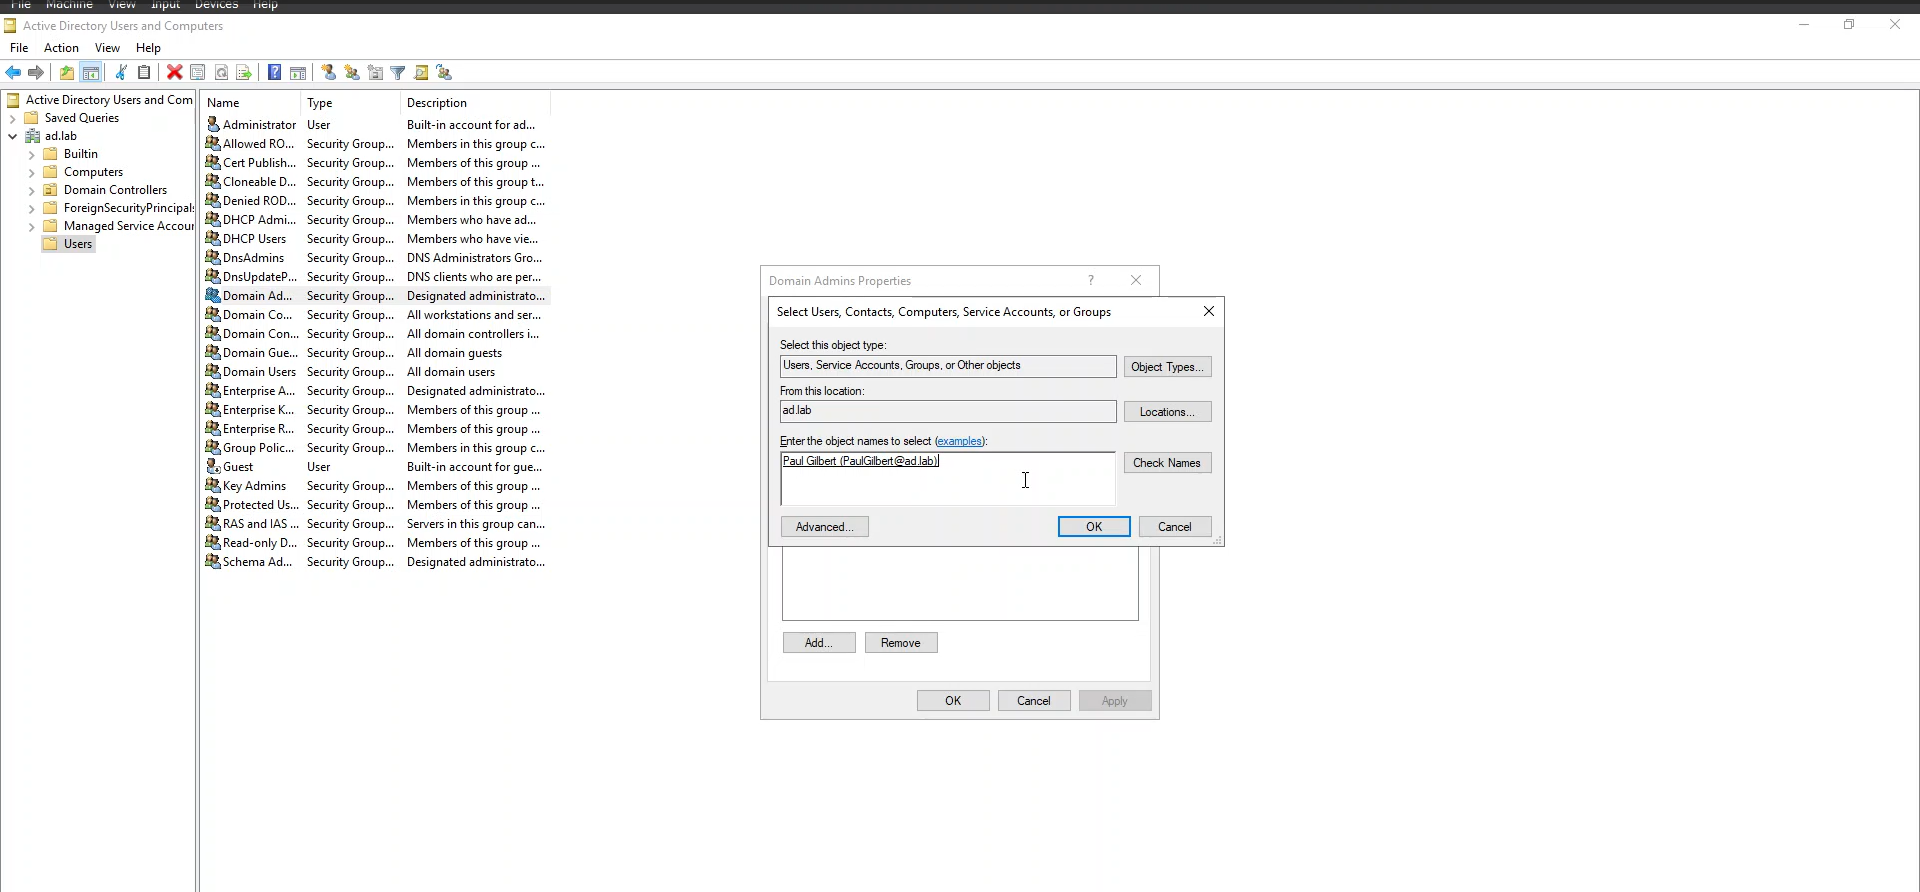 File Machine View Input Devices Help
Active Directory Users and Computers
File Action View Help
Active Directory Users and Com
Saved Queries
ad.lab
Builtin
Computers
Domain Controllers
ForeignSecurityPrincipals
Managed Service Accour
Users
Name Type Description
Administrator User Built-in account for ad...
Allowed RO... Security Group... Members in this group c...
Cert Publish... Security Group... Members of this group ...
Cloneable D... Security Group... Members of this group t...
Denied ROD... Security Group... Members in this group c...
DHCP Admi... Security Group... Members who have ad...
DHCP Users Security Group... Members who have vie...
DnsAdmins Security Group... DNS Administrators Gro...
DnsUpdateP... Security Group... DNS clients who are per...
Domain Ad... Security Group... Designated administrato...
Domain Co... Security Group... All workstations and ser...
Domain Con... Security Group... All domain controllers i...
Domain Gue... Security Group... All domain guests
Domain Users Security Group... All domain users
Enterprise A... Security Group... Designated administrato...
Enterprise K... Security Group... Members of this group ...
Enterprise R... Security Group... Members of this group ...
Group Polic... Security Group... Members in this group c...
Guest User Built-in account for gue...
Key Admins Security Group... Members of this group ...
Protected Us... Security Group... Members of this group ...
RAS and IAS ... Security Group... Servers in this group can...
Read-only D... Security Group... Members of this group ...
Schema Ad... Security Group... Designated administrato...
Domain Admins Properties ?
Select Users, Contacts, Computers, Service Accounts, or Groups
Select this object type:
Users, Service Accounts, Groups, or Other objects Object Types...
From this location:
ad.lab Locations...
Enter the object names to select (examples):
Paul Gilbert (PaulGilbert@ad.lab) Check Names
Advanced... OK Cancel
Add... Remove
OK Cancel Apply